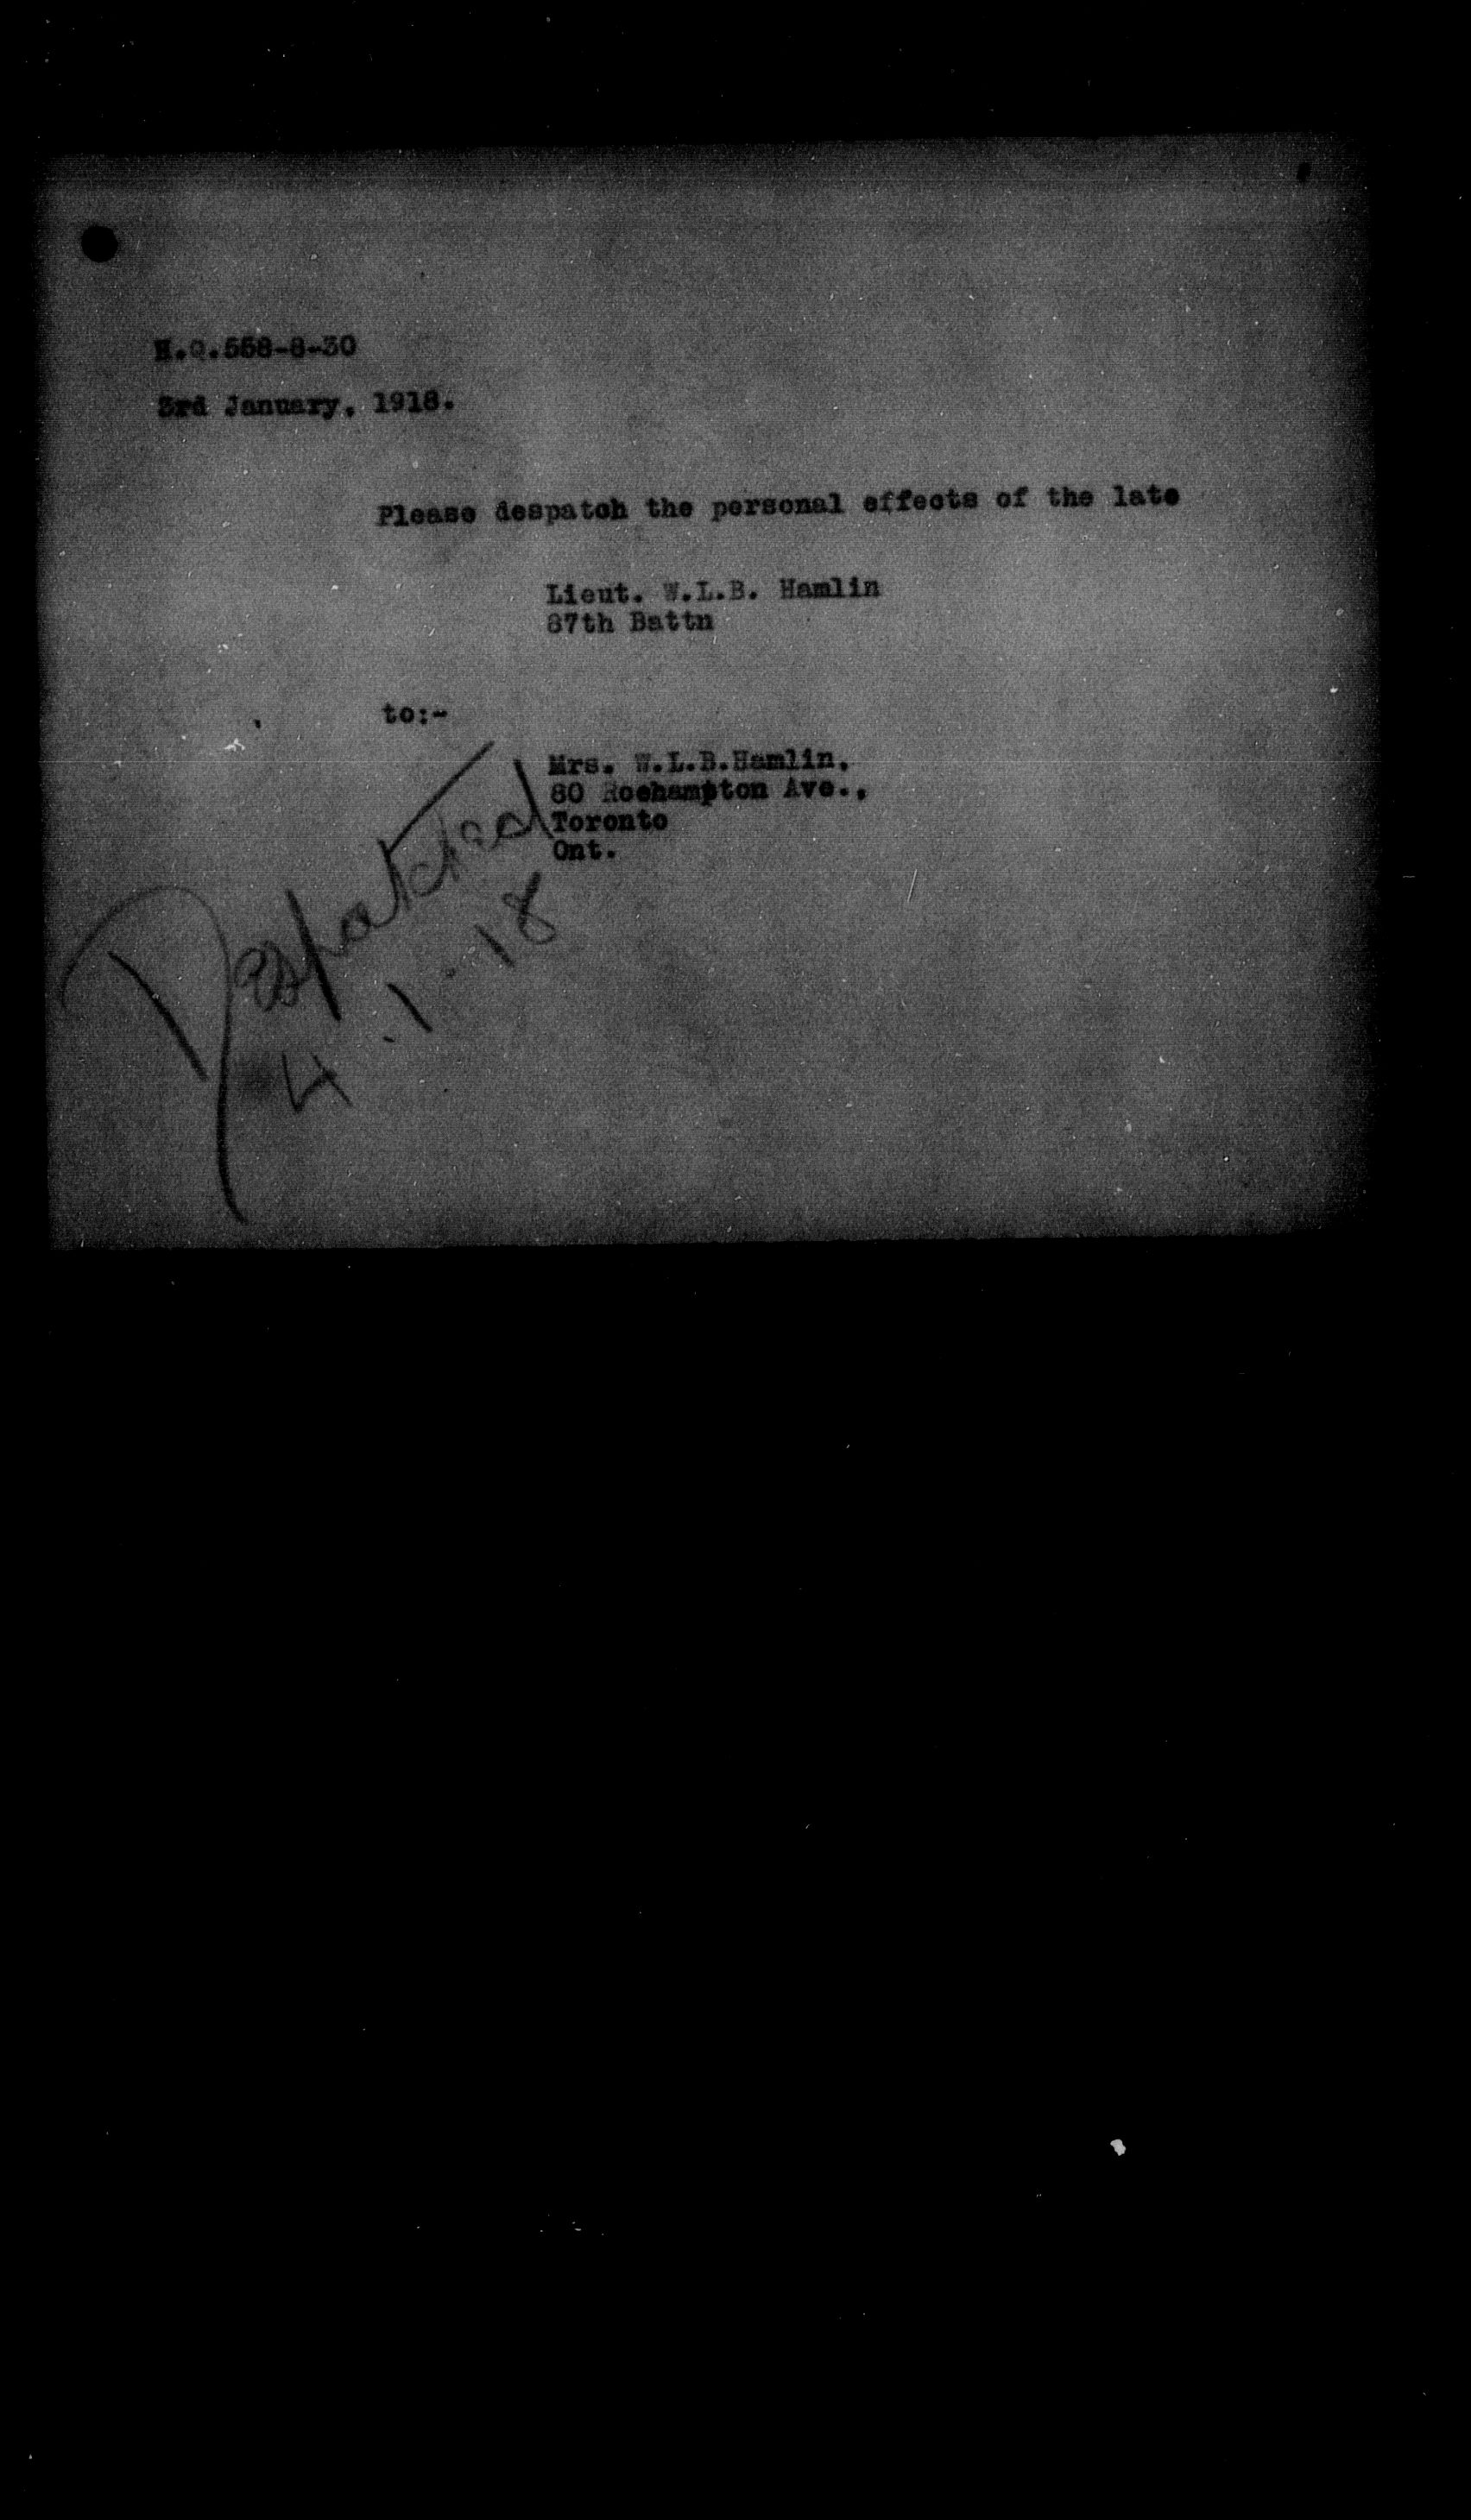 H.Q.558-8-30
3rd January, 1918.
Please despatch the personal effects of the late
Lieut. W.L.B. Hamlin
87th Battn
to:-
Mrs. W.L.B.Hamlin,
80 Roehampton Ave.,
Toronto
Ont.
Despatched
4.1.18